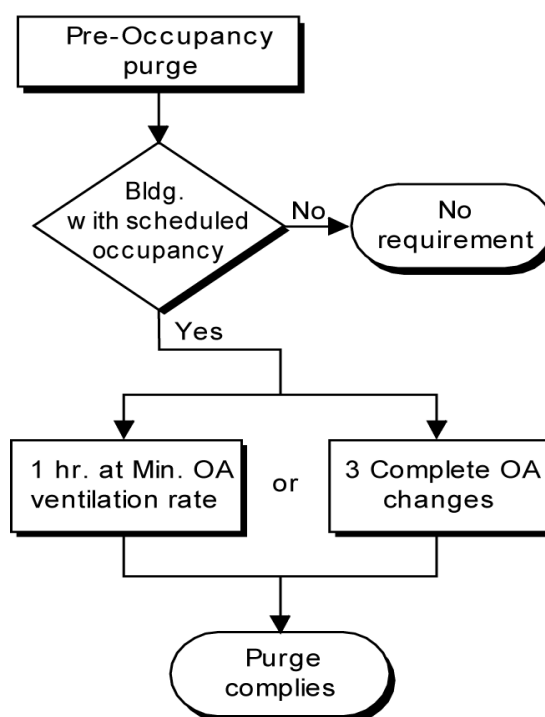 Pre-Occupancy
purge
Bldg.
with scheduled
occupancy
No
No
requirement
Yes
1 hr. at Min. OA
ventilation rate
or
3 Complete OA
changes
Purge
complies